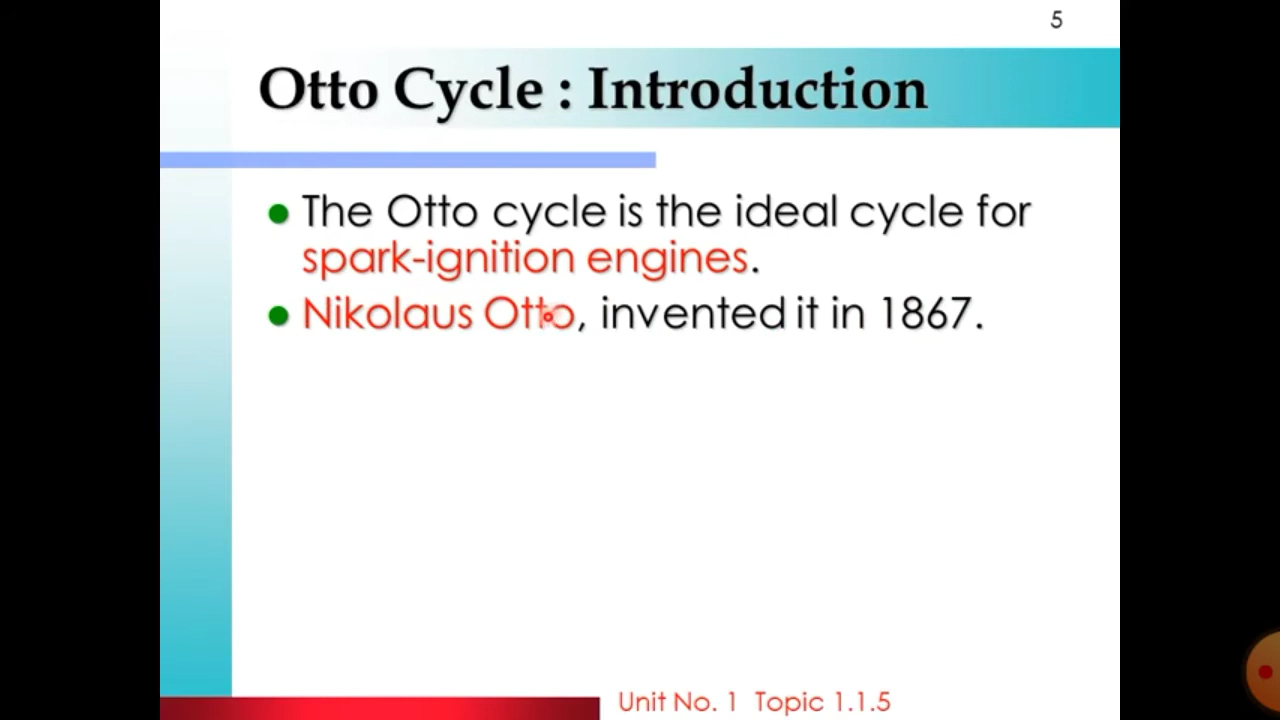 5
Otto Cycle : Introduction
The Otto cycle is the ideal cycle for
spark-ignition engines.
Nikolaus Otto, invented it in 1867.
Unit No. 1 Topic 1.1.5